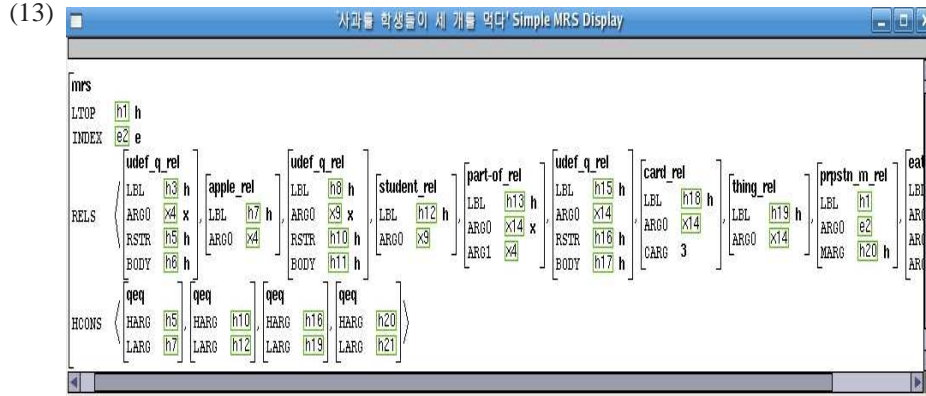 (13)
'사과를 학생들이 세 개를 먹다' Simple MRS Display
mrs
LTOP h1 h
INDEX e2 e
RELS
udef_q_rel
LBL h3 h
ARG0 x4 x
RSTR h5 h
BODY h6 h
apple_rel
LBL h7 h
ARG0 x4
udef_q_rel
LBL h8 h
ARG0 x9 x
RSTR h10 h
BODY h11 h
student_rel
LBL h12 h
ARG0 x9
part-of_rel
LBL h13 h
ARG0 x14 x
ARG1 x4
udef_q_rel
LBL h15 h
ARG0 x14
RSTR h16 h
BODY h17 h
card_rel
LBL h18 h
ARG0 x14
CARG 3
thing_rel
LBL h19 h
ARG0 x14
prpstn_m_rel
LBL h1
ARG0 e2
MARG h20 h
eat
LBL
HCONS
qeq
HARG h5
LARG h7
qeq
HARG h10
LARG h12
qeq
HARG h16
LARG h19
qeq
HARG h20
LARG h21